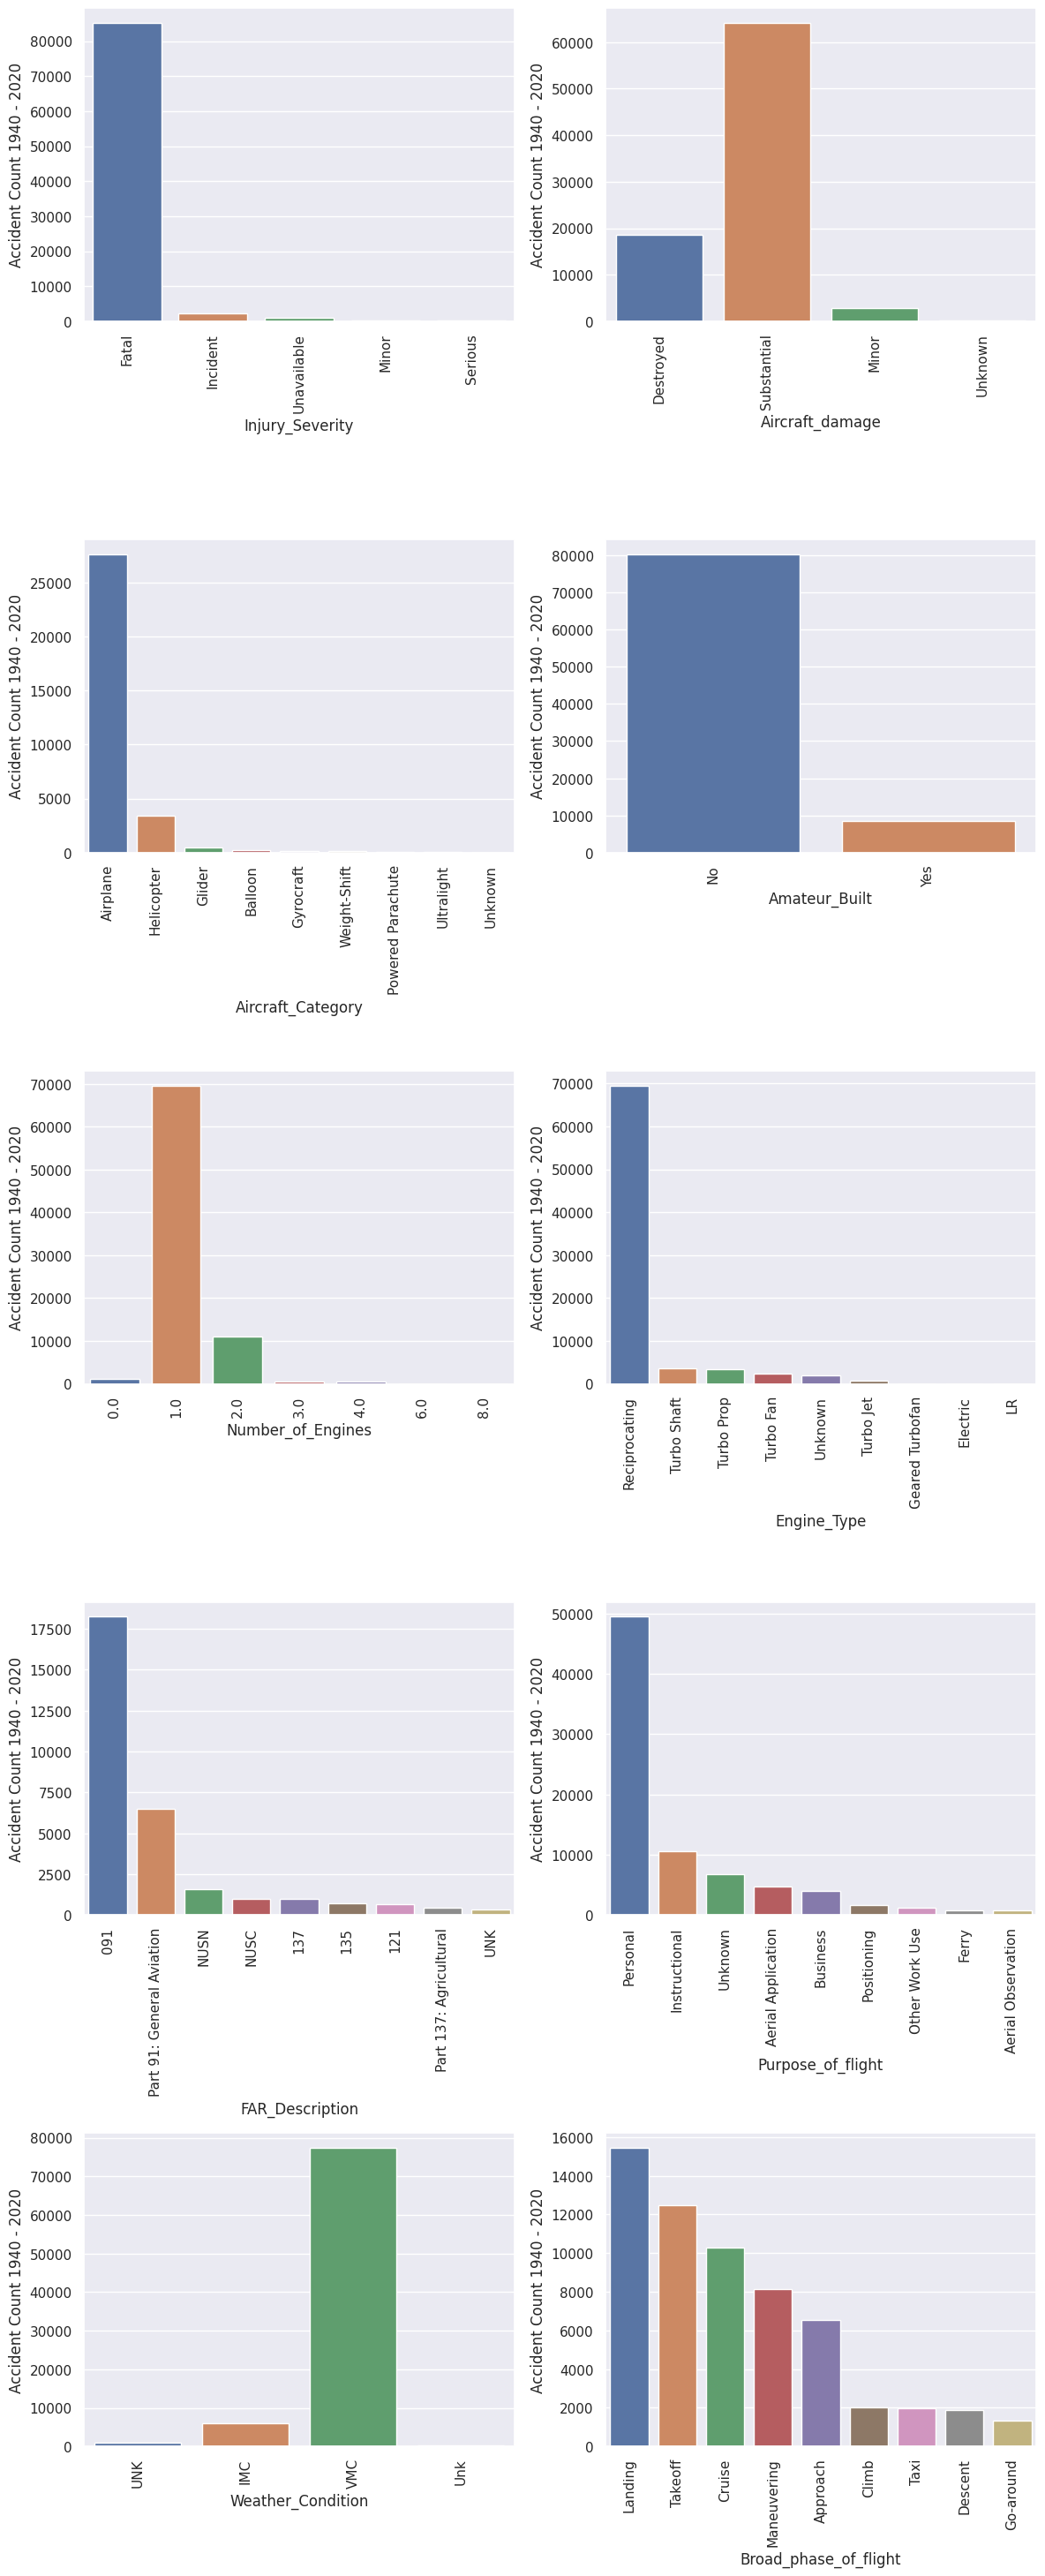 Accident Count 1940 - 2020
80000
70000
60000
50000
40000
30000
20000
10000
0
Fatal
Incident
Unavailable
Minor
Serious
Injury_Severity
Accident Count 1940 - 2020
60000
50000
40000
30000
20000
10000
0
Destroyed
Substantial
Minor
Unknown
Aircraft_damage
Accident Count 1940 - 2020
25000
20000
15000
10000
5000
0
Airplane
Helicopter
Glider
Balloon
Gyrocraft
Weight-Shift
Powered Parachute
Ultralight
Unknown
Aircraft_Category
Accident Count 1940 - 2020
80000
70000
60000
50000
40000
30000
20000
10000
0
No
Yes
Amateur_Built
Accident Count 1940 - 2020
70000
60000
50000
40000
30000
20000
10000
0
0.0
1.0
2.0
3.0
4.0
6.0
8.0
Number_of_Engines
Accident Count 1940 - 2020
70000
60000
50000
40000
30000
20000
10000
0
Reciprocating
Turbo Shaft
Turbo Prop
Turbo Fan
Unknown
Turbo Jet
Geared Turbofan
Electric
LR
Engine_Type
Accident Count 1940 - 2020
17500
15000
12500
10000
7500
5000
2500
0
091
Part 91: General Aviation
NUSN
NUSC
137
135
121
Part 137: Agricultural
UNK
FAR_Description
Accident Count 1940 - 2020
50000
40000
30000
20000
10000
0
Personal
Instructional
Unknown
Aerial Application
Business
Positioning
Other Work Use
Ferry
Aerial Observation
Purpose_of_flight
Accident Count 1940 - 2020
80000
70000
60000
50000
40000
30000
20000
10000
0
UNK
IMC
VMC
Unk
Weather_Condition
Accident Count 1940 - 2020
16000
14000
12000
10000
8000
6000
4000
2000
0
Landing
Takeoff
Cruise
Maneuvering
Approach
Climb
Taxi
Descent
Go-around
Broad_phase_of_flight